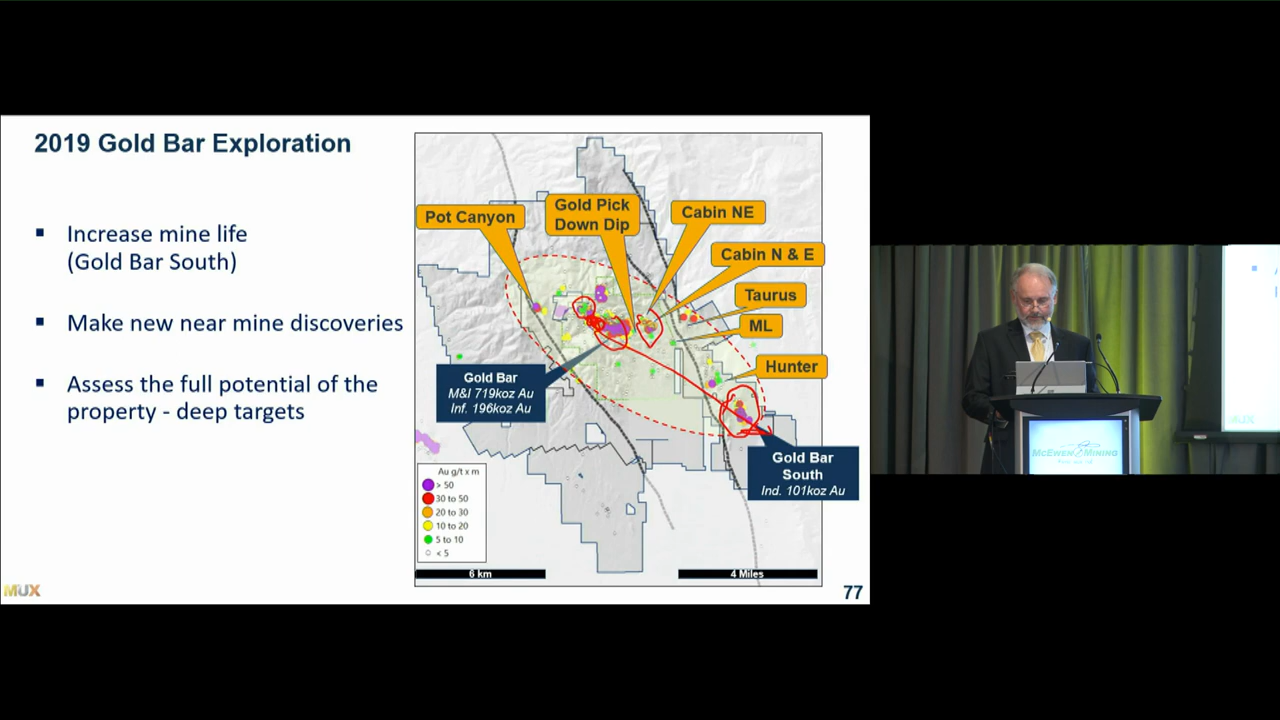 2019 Gold Bar Exploration
▪ Increase mine life
(Gold Bar South)
▪ Make new near mine discoveries
▪ Assess the full potential of the
property - deep targets
Pot Canyon
Gold Pick
Down Dip
Cabin NE
Cabin N & E
Taurus
ML
Hunter
Gold Bar
M&I 719koz Au
Inf. 196koz Au
Gold Bar
South
Ind. 101koz Au
Au g/t x m
> 50
30 to 50
20 to 30
10 to 20
5 to 10
< 5
6 km
4 Miles
MUX
77
McEwen Mining